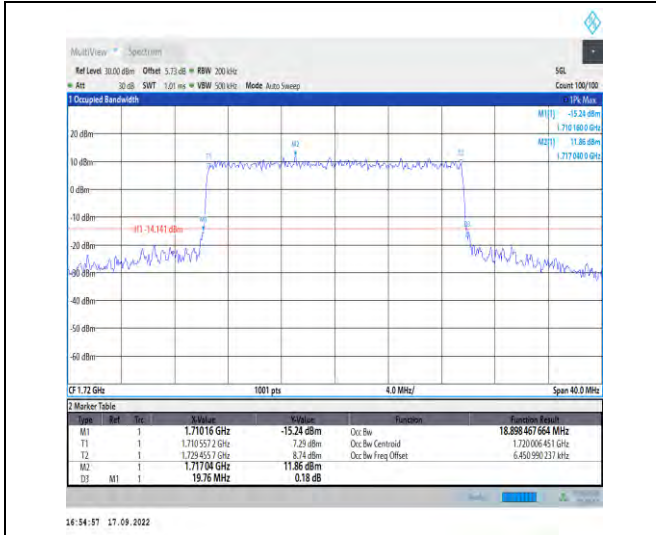 MultiView Spectrum
Ref Level 30.00 dBm Offset 5.73 dB RBW 200 kHz SGL
Att 30 dB SWT 1.01 ms VBW 500 kHz Mode Auto Sweep Count 100/100
1 Occupied Bandwidth 1Pk Max
M1[1] -15.24 dBm
1.710 160 0 GHz
M2[1] 11.86 dBm
1.717 040 0 GHz
20 dBm
M2
T1 T2
10 dBm
0 dBm
-10 dBm
M1
H1 -14.141 dBm
-20 dBm
-30 dBm
-40 dBm
-50 dBm
-60 dBm
CF 1.72 GHz 1001 pts 4.0 MHz/ Span 40.0 MHz
2 Marker Table
Type Ref Trc X-Value Y-Value Function Function Result
M1 1 1.71016 GHz -15.24 dBm Occ Bw 18.898 467 664 MHz
T1 1 1.710 557 2 GHz 7.29 dBm Occ Bw Centroid 1.720 006 451 GHz
T2 1 1.729 455 7 GHz 8.74 dBm Occ Bw Freq Offset 6.450 990 237 kHz
M2 1 1.71704 GHz 11.86 dBm
D3 M1 1 19.76 MHz 0.18 dB
16:54:57 17.09.2022